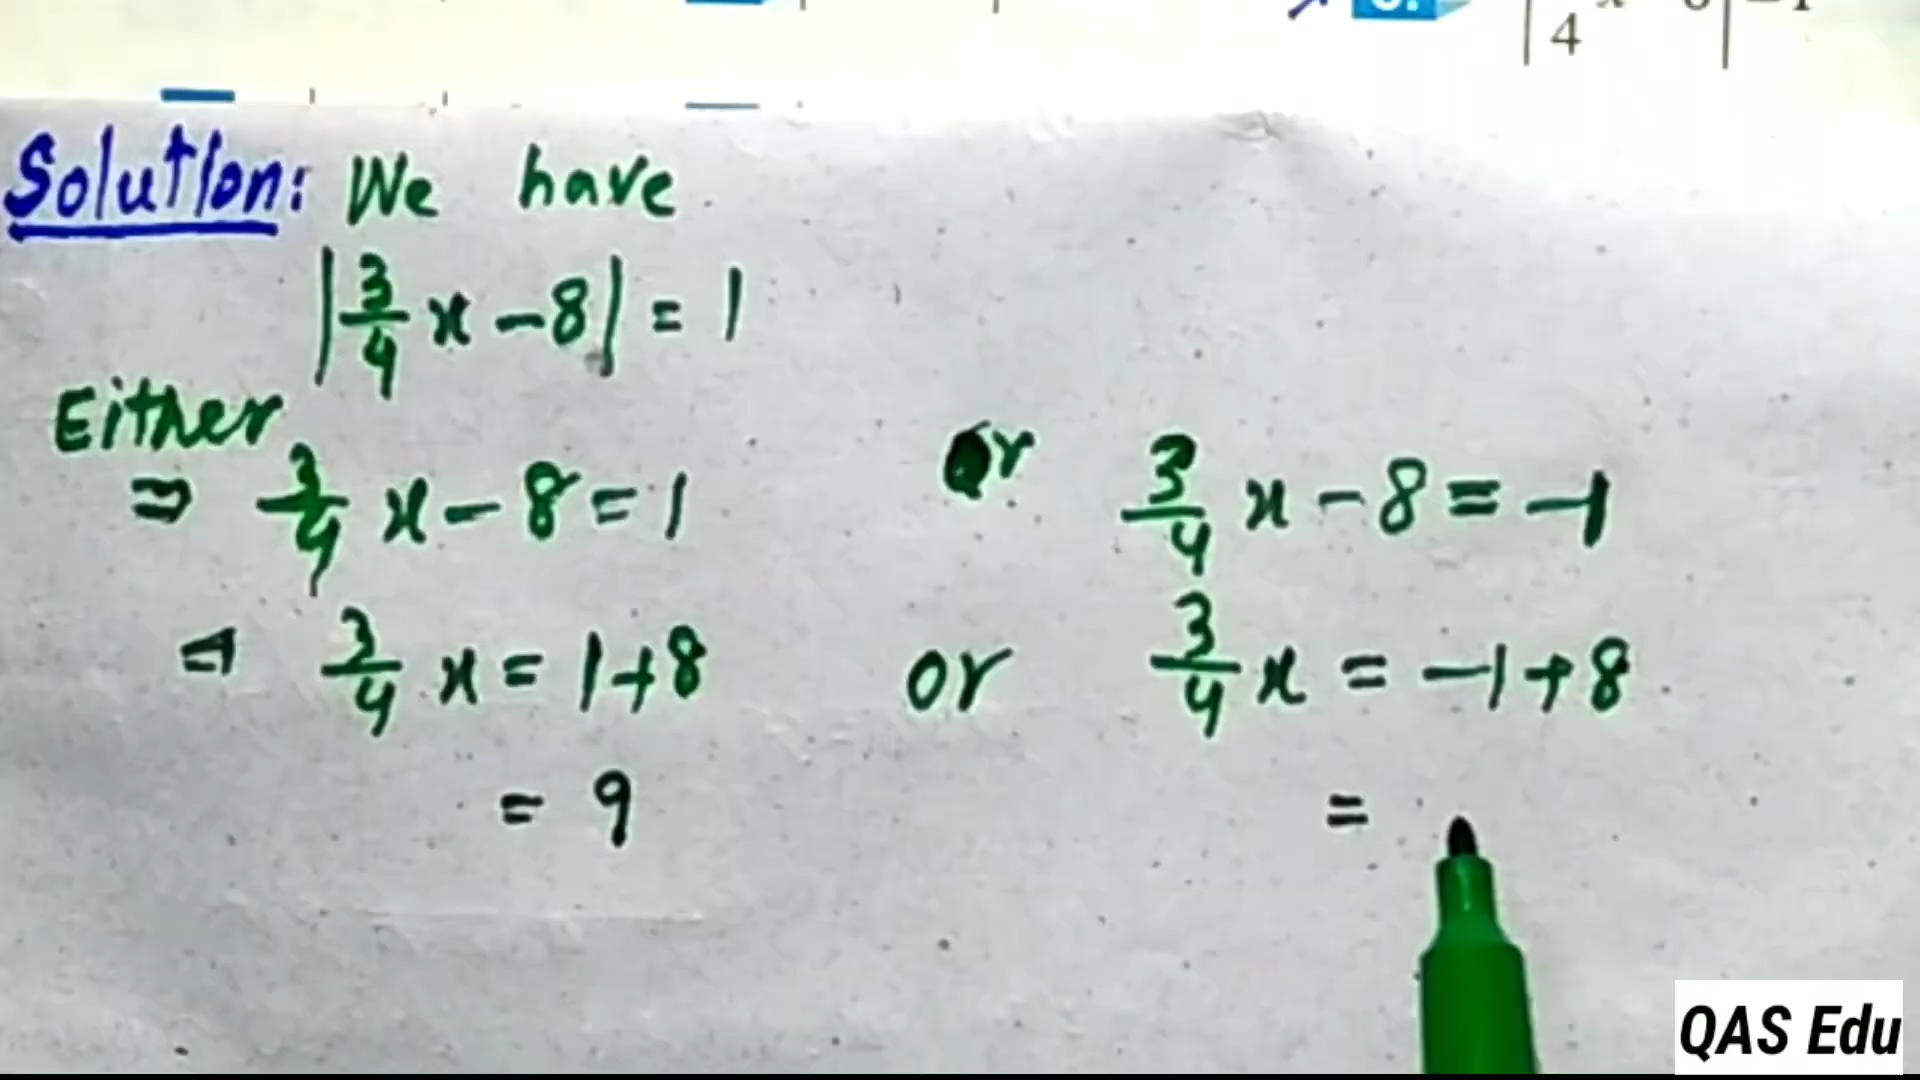 4
Solution: We have
|3/4 x - 8| = 1
Either
⇒ 3/4 x - 8 = 1 or 3/4 x - 8 = -1
⇒ 3/4 x = 1+8 or 3/4 x = -1+8
= 9 =
QAS Edu